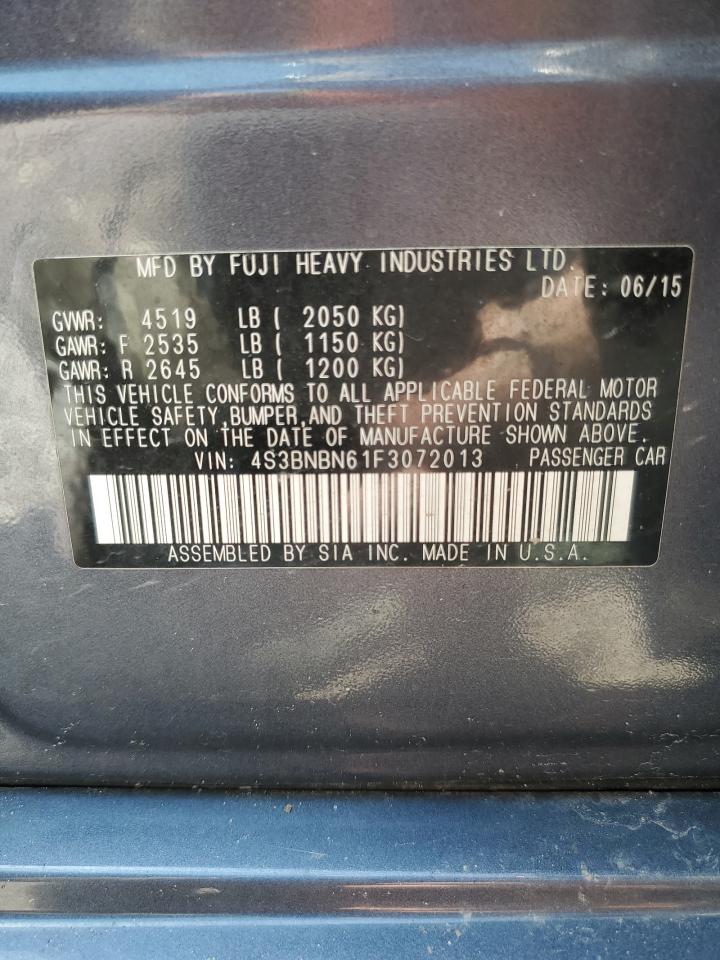 MFD BY FUJI HEAVY INDUSTRIES LTD.
DATE: 06/15
GVWR: 4519 LB ( 2050 KG)
GAWR: F 2535 LB ( 1150 KG)
GAWR: R 2645 LB ( 1200 KG)
THIS VEHICLE CONFORMS TO ALL APPLICABLE FEDERAL MOTOR
VEHICLE SAFETY,BUMPER,AND THEFT PREVENTION STANDARDS
IN EFFECT ON THE DATE OF MANUFACTURE SHOWN ABOVE.
VIN: 4S3BNBN61F3072013 PASSENGER CAR
ASSEMBLED BY SIA INC. MADE IN U.S.A.